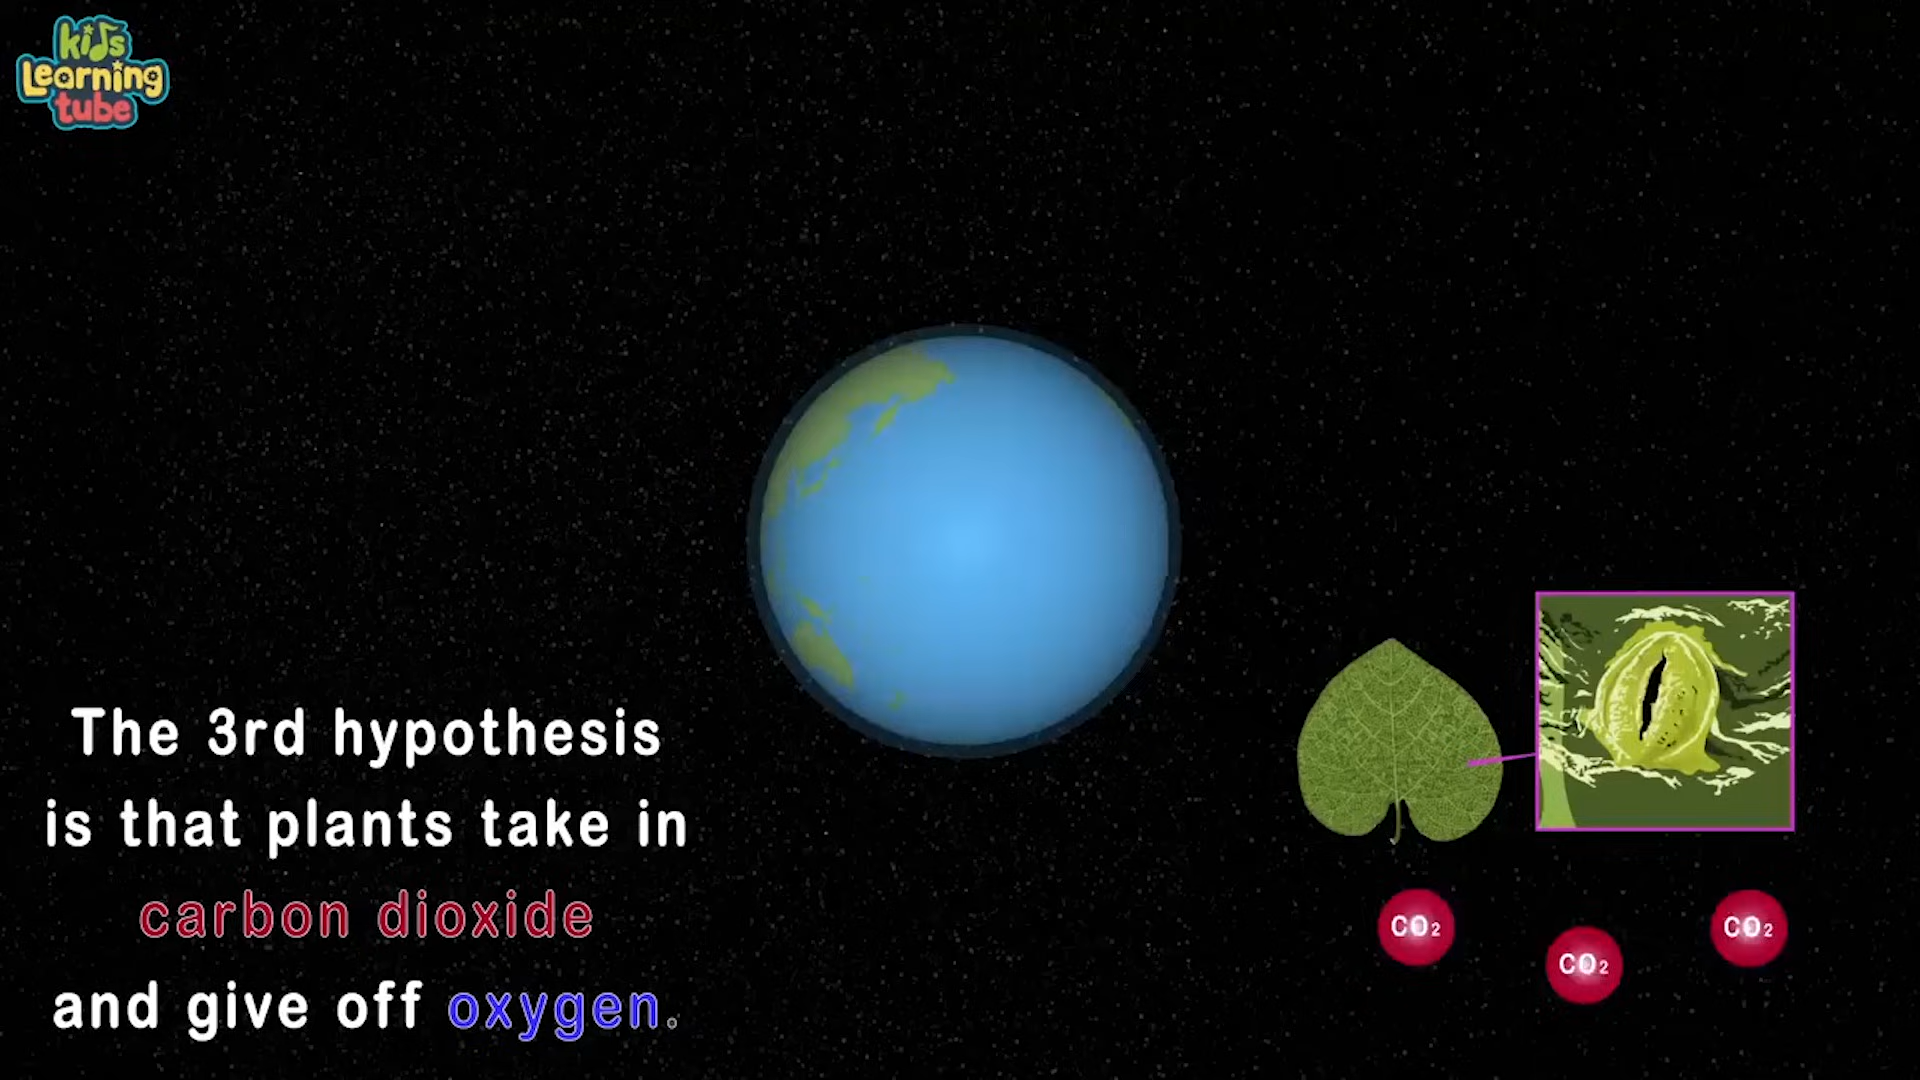 kids
Learning
tube
The 3rd hypothesis
is that plants take in
carbon dioxide
and give off oxygen.
CO₂
CO₂
CO₂